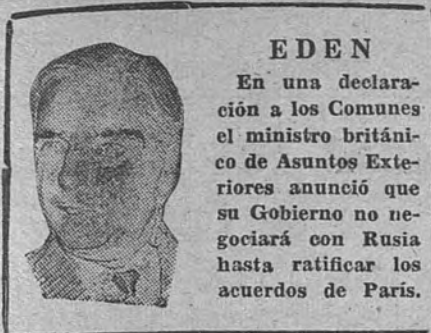 EDEN
En una declara-
ción a los Comunes
el ministro británi-
co de Asuntos Exte-
riores anunció que
su Gobierno no ne-
gociará con Rusia
hasta ratificar los
acuerdos de París.